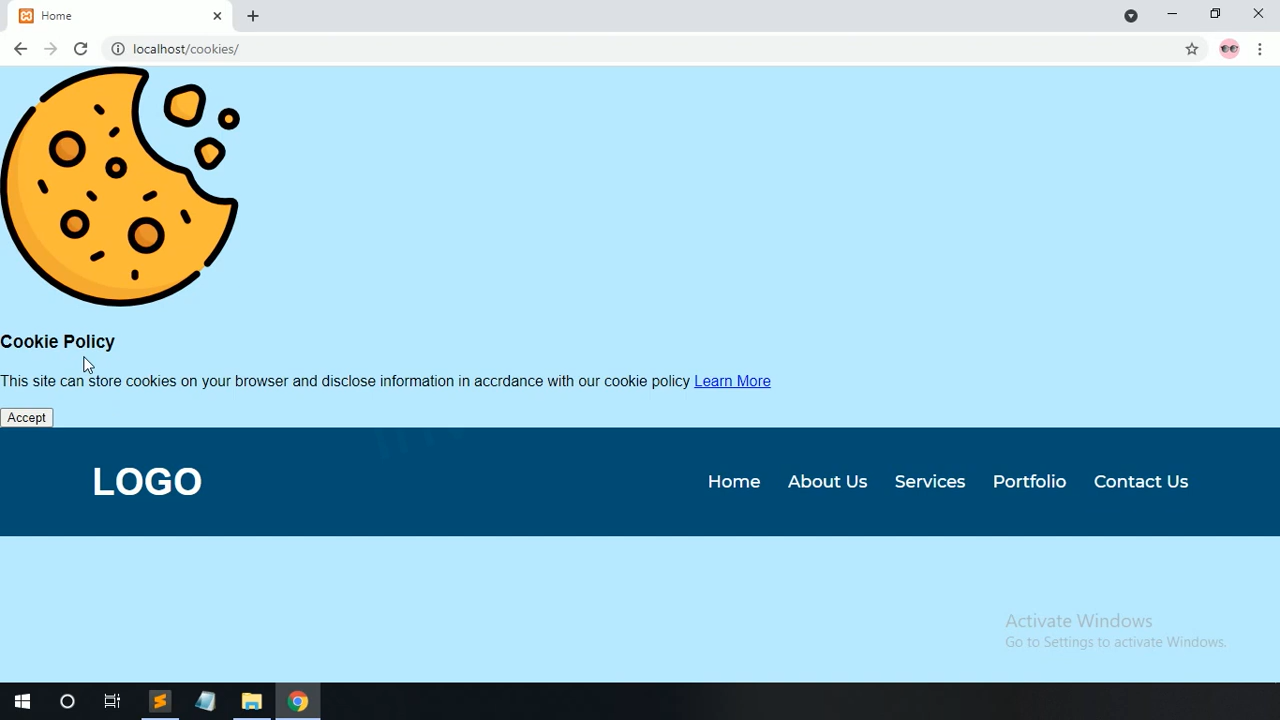 Home
localhost/cookies/
Cookie Policy
This site can store cookies on your browser and disclose information in accrdance with our cookie policy Learn More
Accept
LOGO
Home About Us Services Portfolio Contact Us
Activate Windows
Go to Settings to activate Windows.